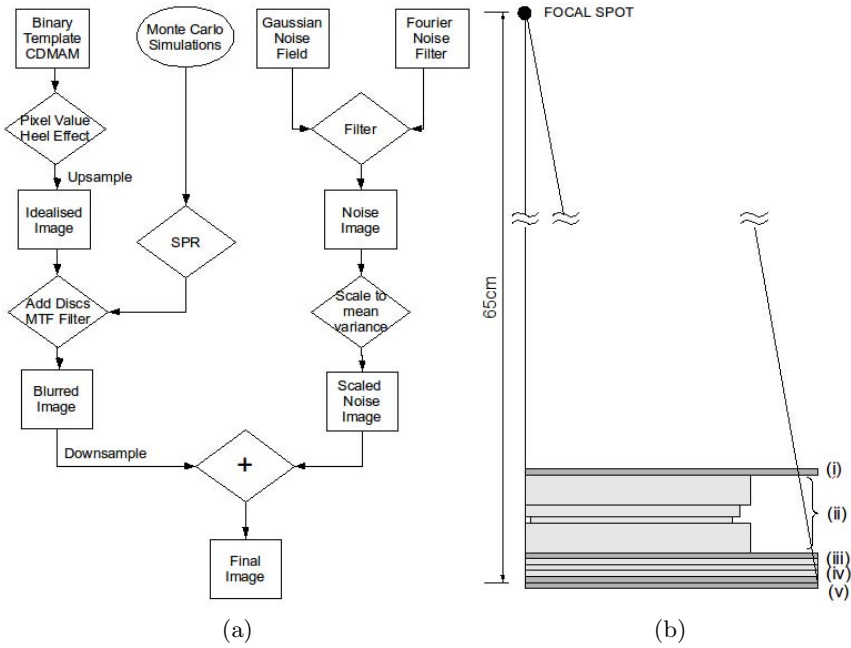 Binary
Template
CDMAM
Monte Carlo
Simulations
Gaussian
Noise
Field
Fourier
Noise
Filter
Pixel Value
Heel Effect
Filter
Upsample
Idealised
Image
SPR
Noise
Image
Add Discs
MTF Filter
Scale to
mean
variance
Blurred
Image
Scaled
Noise
Image
Downsample
+
Final
Image
(a)
FOCAL SPOT
65cm
(i)
(ii)
(iii)
(iv)
(v)
(b)